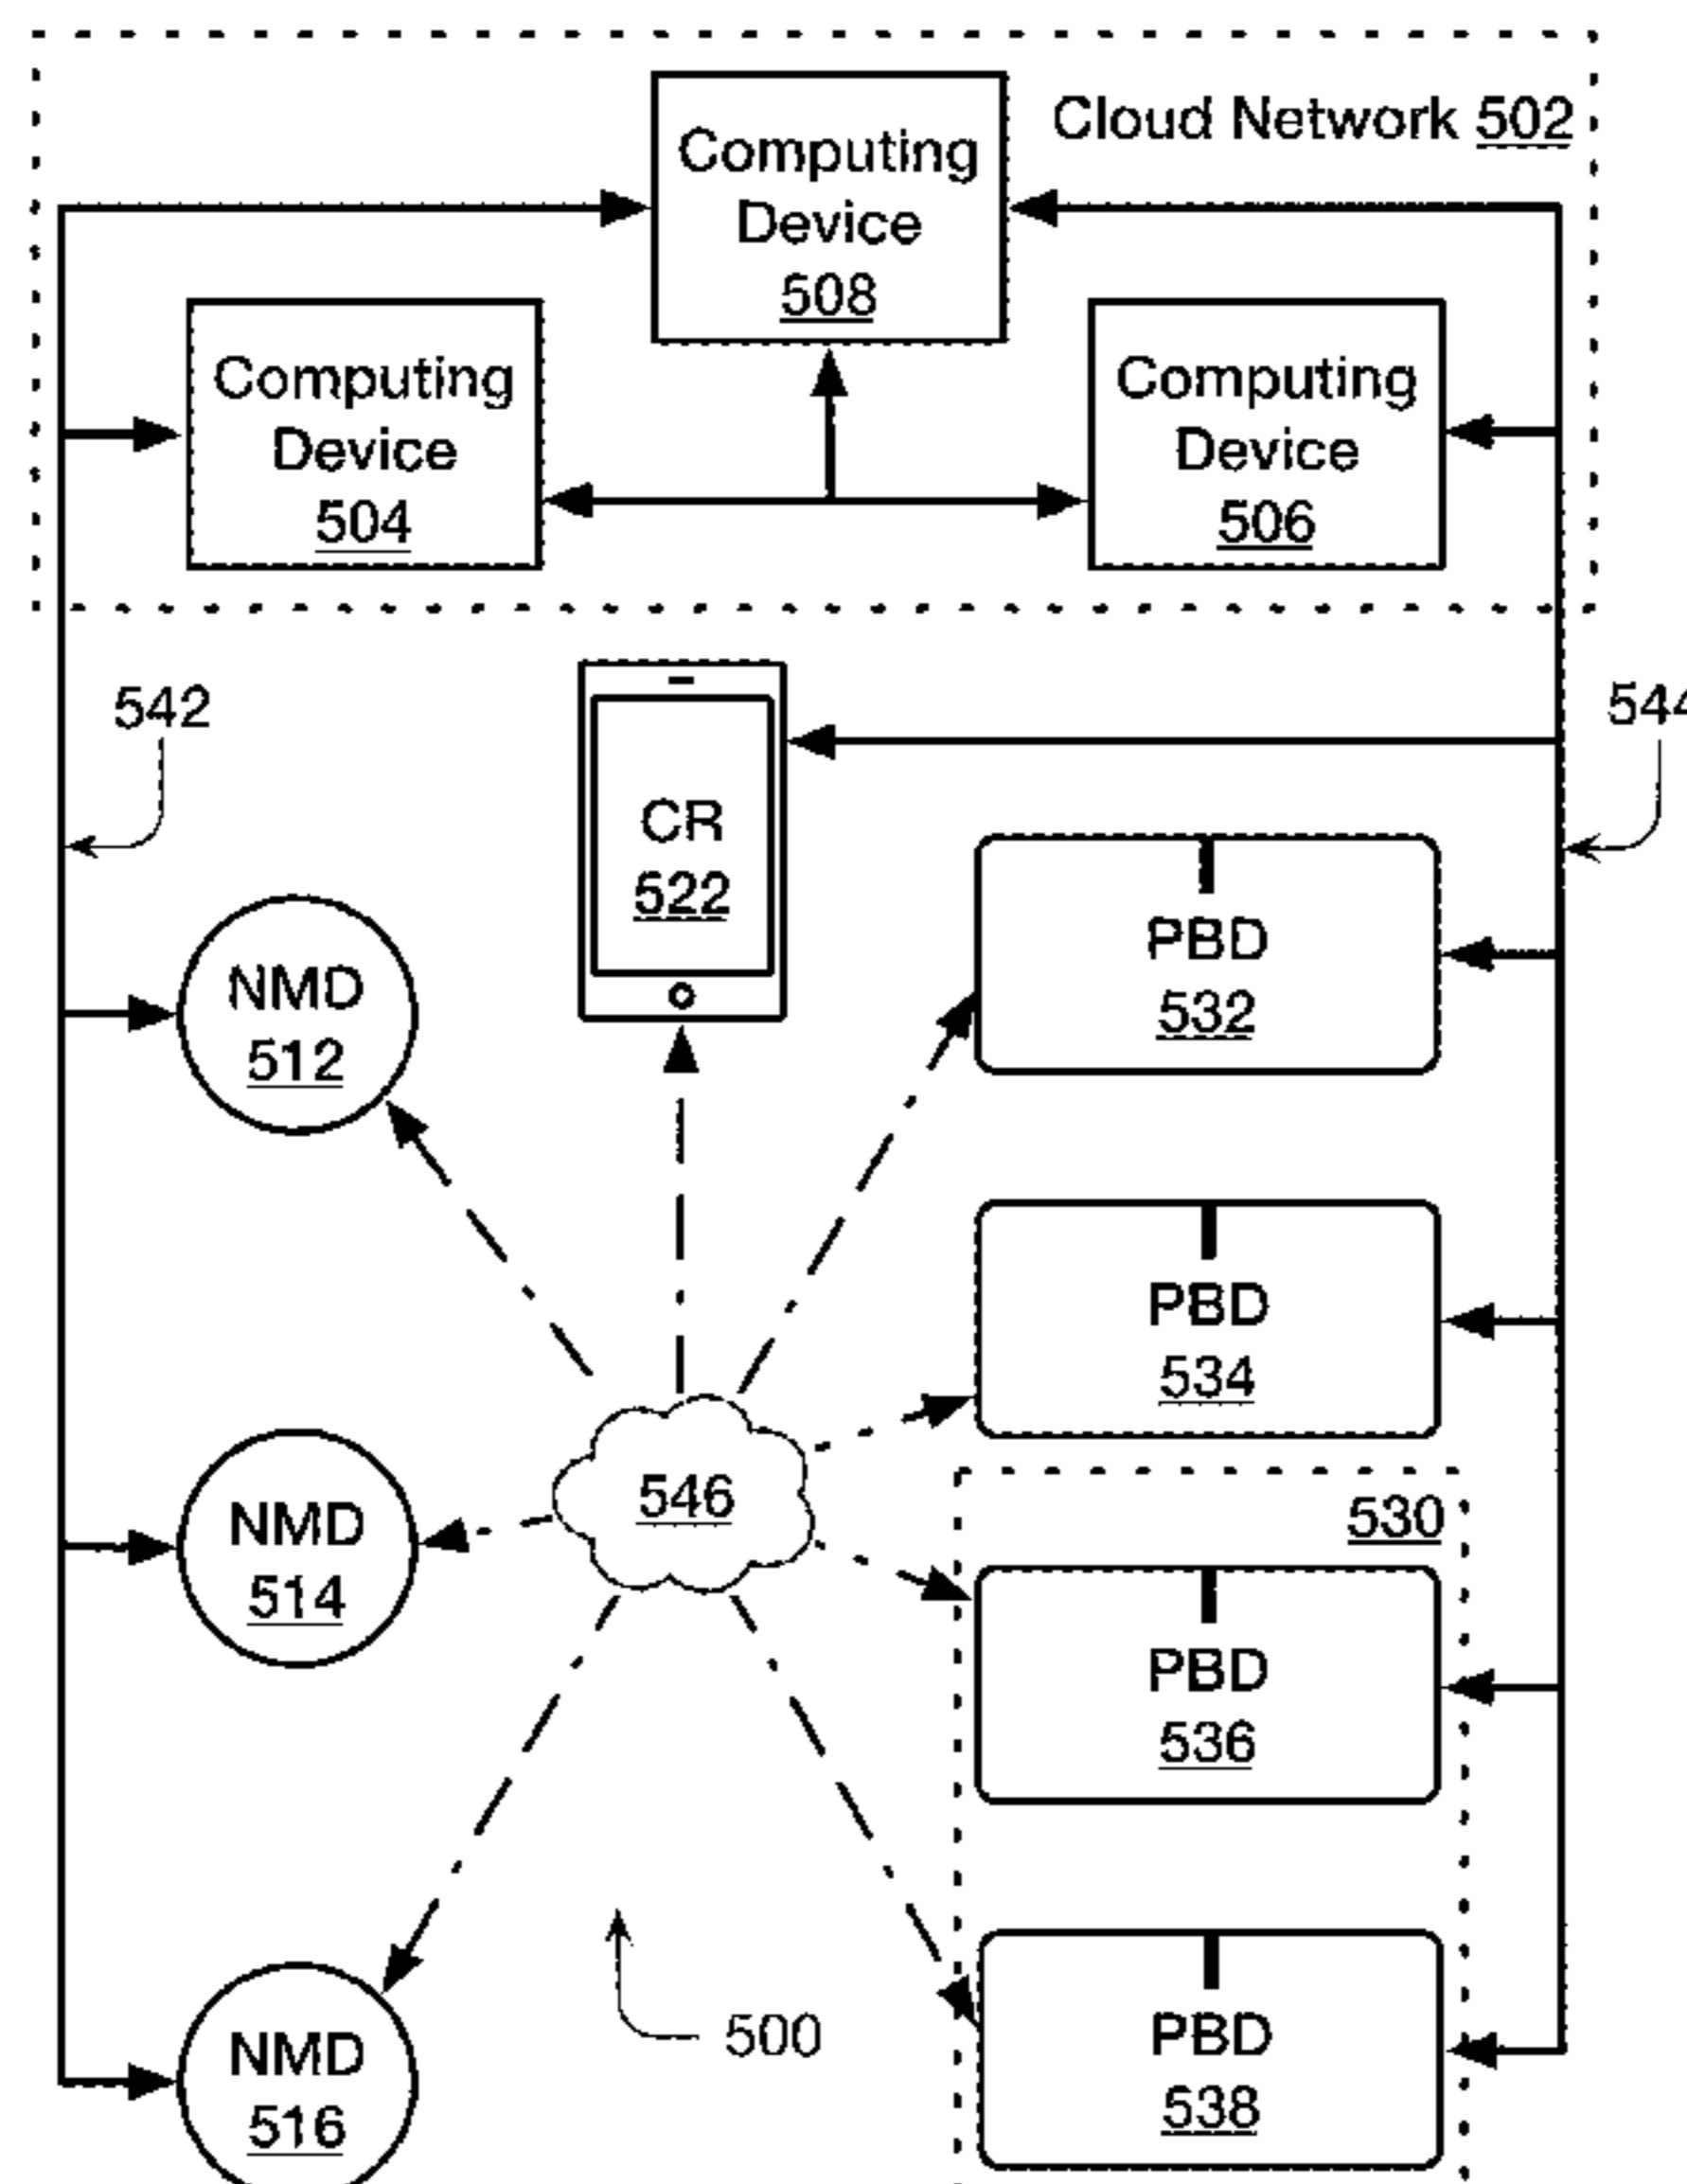 Cloud Network 502
Computing
Device
508
Computing
Device
504
Computing
Device
506
542
544
CR
522
NMD
512
PBD
532
PBD
534
546
530
NMD
514
PBD
536
500
NMD
516
PBD
538